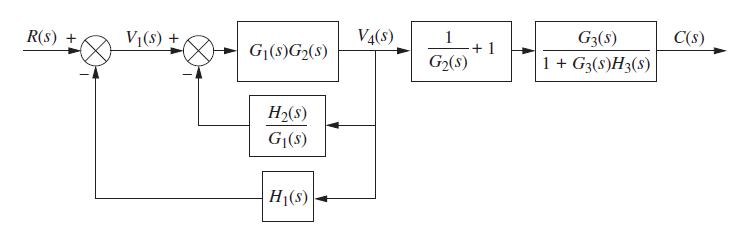 R(s) + V₁(s) + G₁(s)G₂(s) V₄(s) 1 + 1 G₃(s) C(s)
G₂(s) 1 + G₃(s)H₃(s)
− −
H₂(s)
G₁(s)
H₁(s)